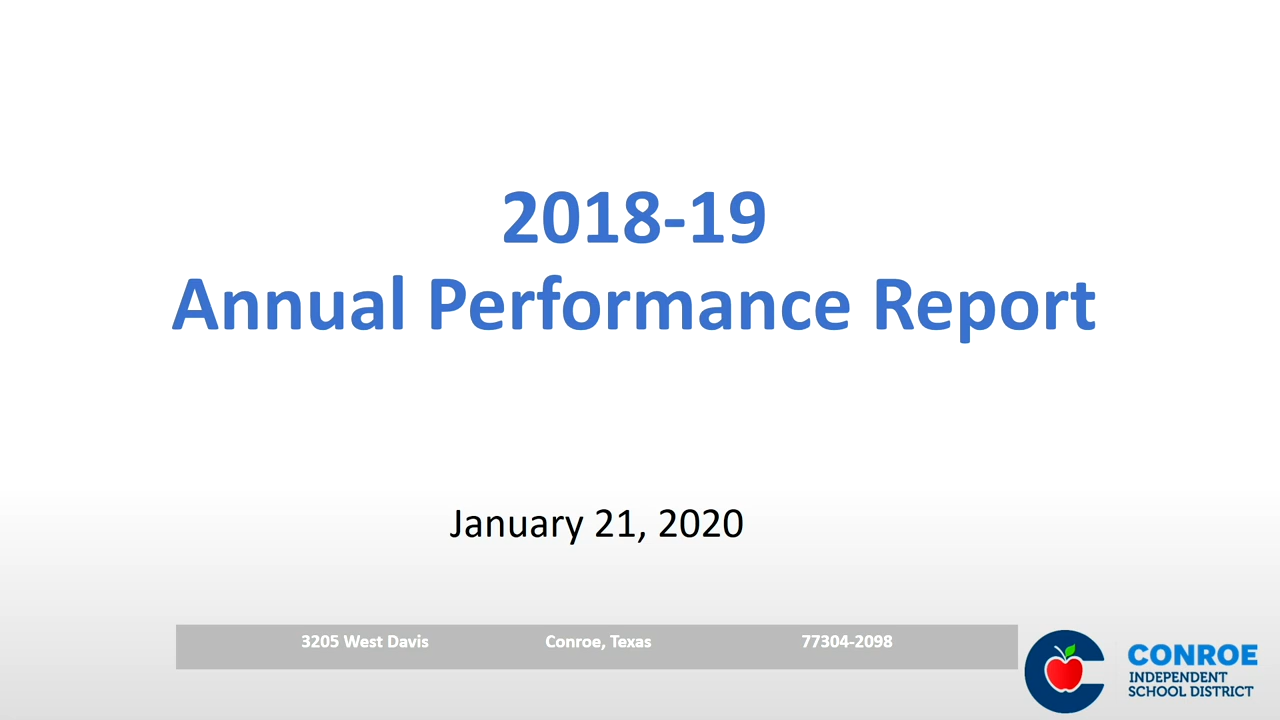 2018-19
Annual Performance Report
January 21, 2020
3205 West Davis Conroe, Texas 77304-2098
CONROE
INDEPENDENT
SCHOOL DISTRICT